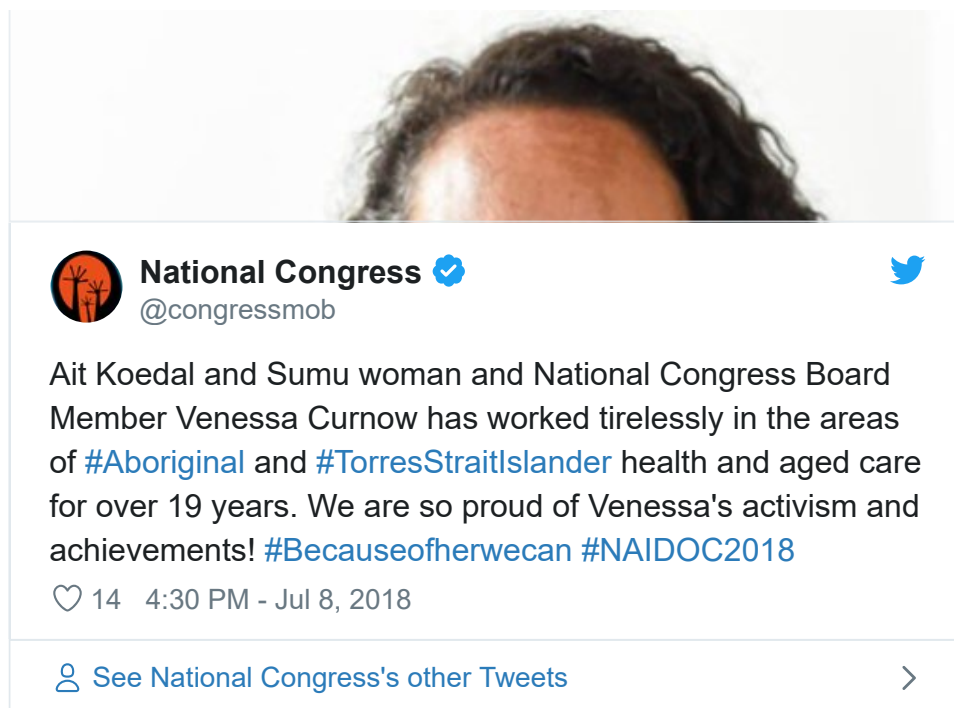 National Congress
@congressmob
Ait Koedal and Sumu woman and National Congress Board
Member Venessa Curnow has worked tirelessly in the areas
of #Aboriginal and #TorresStraitIslander health and aged care
for over 19 years. We are so proud of Venessa's activism and
achievements! #Becauseofherwecan #NAIDOC2018
14 4:30 PM - Jul 8, 2018
See National Congress's other Tweets